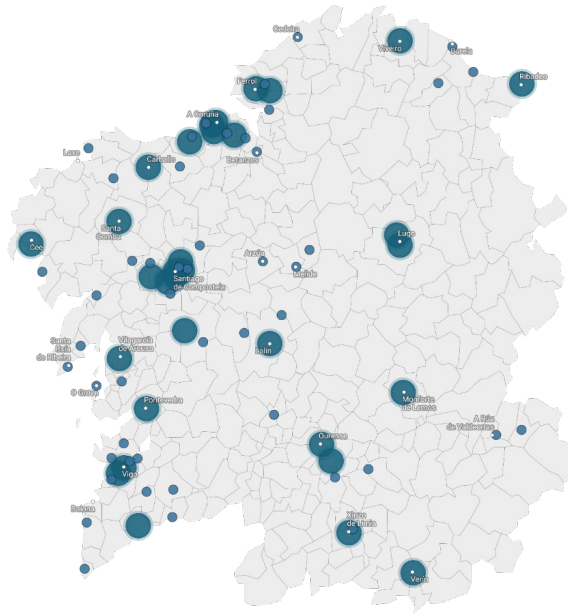 Cedeira
Viveiro
Burela
Ribadeo
Ferrol
A Coruña
Betanzos
Laxe
Carballo
Santa
Comba
Cee
Lugo
Arzúa
Melide
Santiago
de Compostela
Santa
Uxía
de Ribeira
Vilagarcía
de Arousa
Lalín
O Grove
Pontevedra
Monforte
de Lemos
A Rúa
de Valdeorras
Ourense
Vigo
Baiona
Xinzo
de Limia
Verín